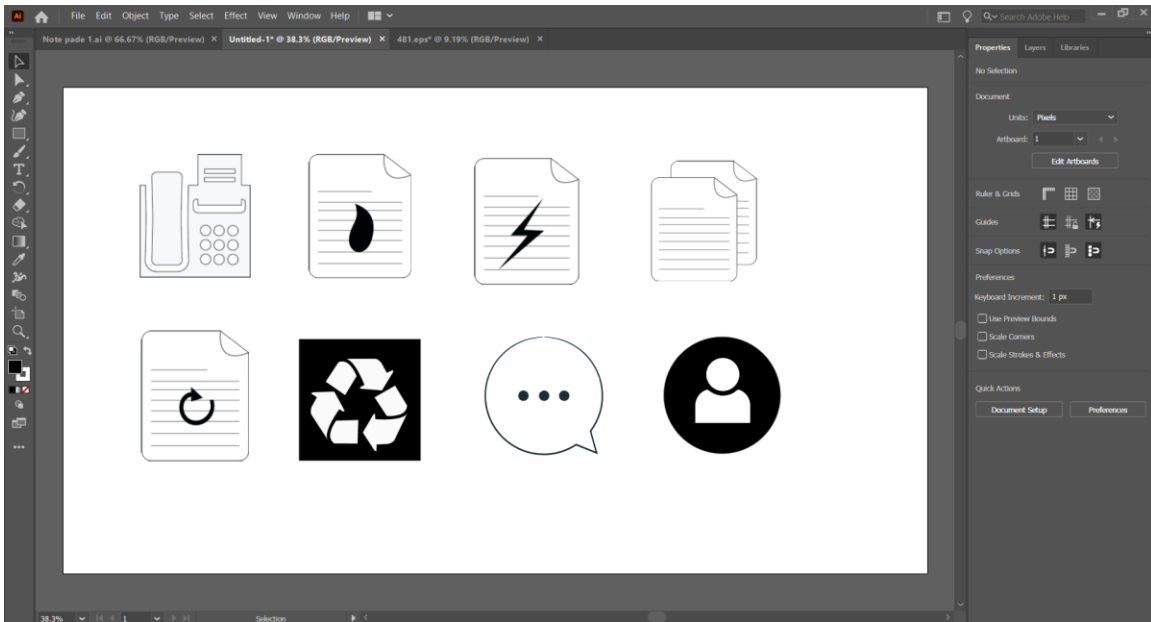 Ai File Edit Object Type Select Effect View Window Help Search Adobe Help
Note pade 1.ai @ 66.67% (RGB/Preview) × Untitled-1* @ 38.3% (RGB/Preview) × 481.eps* @ 9.19% (RGB/Preview) ×
Properties Layers Libraries
No Selection
Document
Units: Pixels
Artboard: 1
Edit Artboards
Ruler & Grids
Guides
Snap Options
Preferences
Keyboard Increment: 1 px
Use Preview Bounds
Scale Corners
Scale Strokes & Effects
Quick Actions
Document Setup Preferences
38.3% 1 Selection